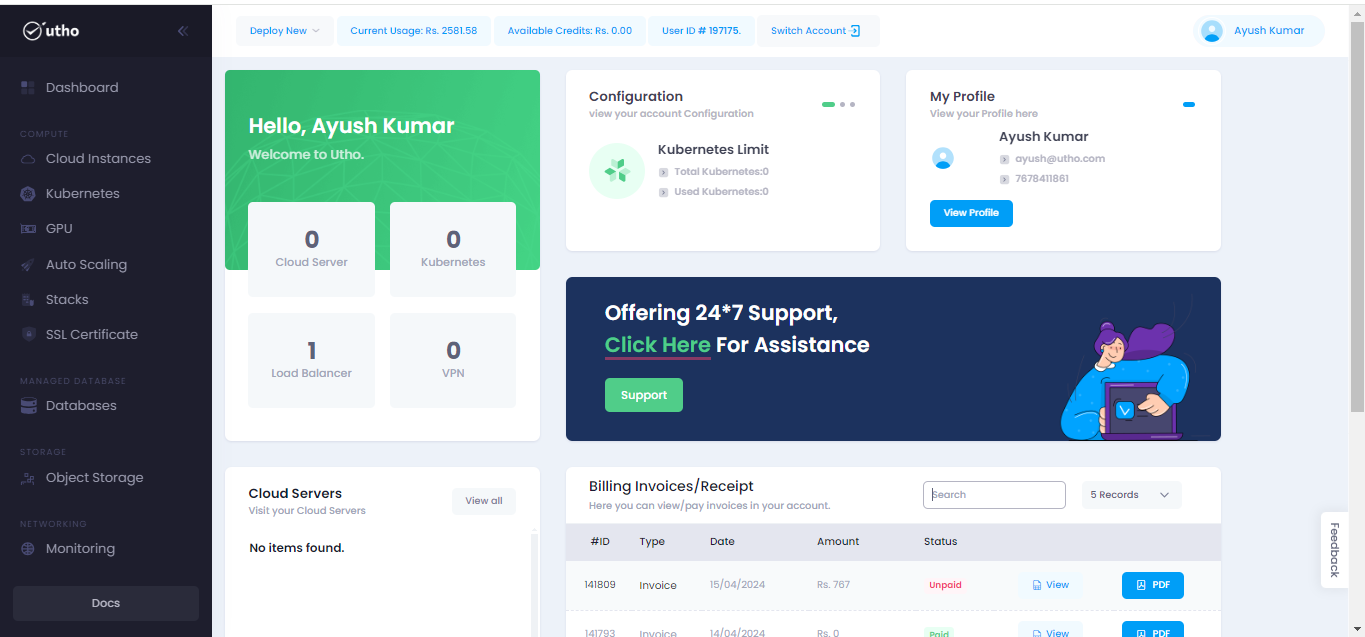 utho
Deploy New
Current Usage: Rs. 2581.58
Available Credits: Rs. 0.00
User ID # 197175.
Switch Account
Ayush Kumar
Dashboard
COMPUTE
Cloud Instances
Kubernetes
GPU
Auto Scaling
Stacks
SSL Certificate
MANAGED DATABASE
Databases
STORAGE
Object Storage
NETWORKING
Monitoring
Docs
Hello, Ayush Kumar
Welcome to Utho.
0
Cloud Server
0
Kubernetes
1
Load Balancer
0
VPN
Configuration
view your account Configuration
Kubernetes Limit
Total Kubernetes:0
Used Kubernetes:0
My Profile
View your Profile here
Ayush Kumar
ayush@utho.com
7678411861
View Profile
Offering 24*7 Support,
Click Here For Assistance
Support
Cloud Servers
Visit your Cloud Servers
View all
No items found.
Billing Invoices/Receipt
Here you can view/pay invoices in your account.
Search
5 Records
#ID Type Date Amount Status
141809 Invoice 15/04/2024 Rs. 767 Unpaid View PDF
141793 Invoice 14/04/2024 Rs. 0 Paid View PDF
Feedback